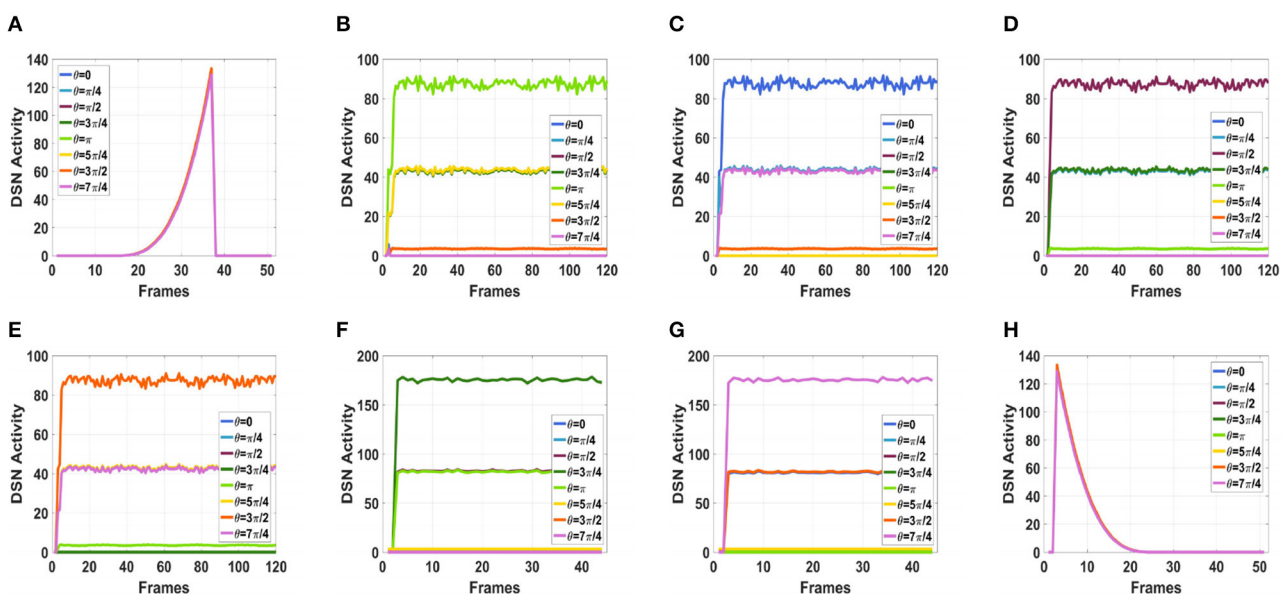 A
B
C
D
140
120
100
80
60
40
20
0
DSN Activity
θ=0
θ=π/4
θ=π/2
θ=3π/4
θ=π
θ=5π/4
θ=3π/2
θ=7π/4
0 10 20 30 40 50
Frames
100
80
60
40
20
0
DSN Activity
θ=0
θ=π/4
θ=π/2
θ=3π/4
θ=π
θ=5π/4
θ=3π/2
θ=7π/4
0 20 40 60 80 100 120
Frames
100
80
60
40
20
0
DSN Activity
θ=0
θ=π/4
θ=π/2
θ=3π/4
θ=π
θ=5π/4
θ=3π/2
θ=7π/4
0 20 40 60 80 100 120
Frames
100
80
60
40
20
0
DSN Activity
θ=0
θ=π/4
θ=π/2
θ=3π/4
θ=π
θ=5π/4
θ=3π/2
θ=7π/4
0 20 40 60 80 100 120
Frames
E
F
G
H
100
80
60
40
20
0
DSN Activity
θ=0
θ=π/4
θ=π/2
θ=3π/4
θ=π
θ=5π/4
θ=3π/2
θ=7π/4
0 20 40 60 80 100 120
Frames
200
150
100
50
0
DSN Activity
θ=0
θ=π/4
θ=π/2
θ=3π/4
θ=π
θ=5π/4
θ=3π/2
θ=7π/4
0 10 20 30 40
Frames
200
150
100
50
0
DSN Activity
θ=0
θ=π/4
θ=π/2
θ=3π/4
θ=π
θ=5π/4
θ=3π/2
θ=7π/4
0 10 20 30 40
Frames
140
120
100
80
60
40
20
0
DSN Activity
θ=0
θ=π/4
θ=π/2
θ=3π/4
θ=π
θ=5π/4
θ=3π/2
θ=7π/4
0 10 20 30 40 50
Frames